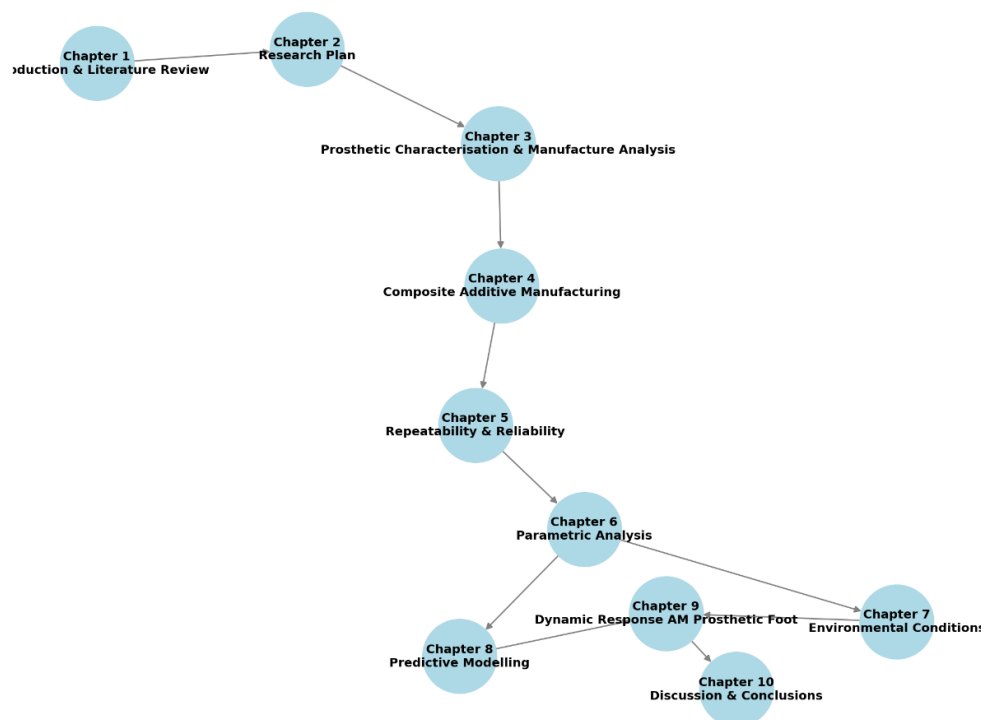 Chapter 1
oduction & Literature Review
Chapter 2
Research Plan
Chapter 3
Prosthetic Characterisation & Manufacture Analysis
Chapter 4
Composite Additive Manufacturing
Chapter 5
Repeatability & Reliability
Chapter 6
Parametric Analysis
Chapter 9
Dynamic Response AM Prosthetic Foot
Chapter 7
Environmental Conditions
Chapter 8
Predictive Modelling
Chapter 10
Discussion & Conclusions